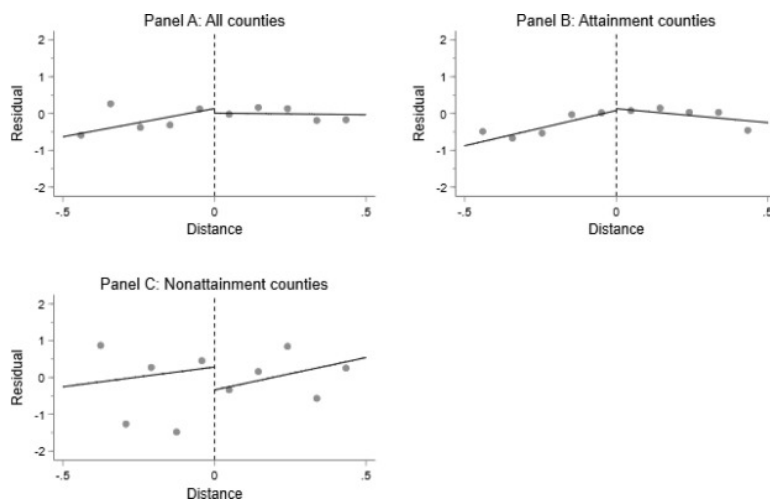 Panel A: All counties
2
1
0
-1
-2
Residual
-.5
0
.5
Distance
Panel B: Attainment counties
2
1
0
-1
-2
Residual
-.5
0
.5
Distance
Panel C: Nonattainment counties
2
1
0
-1
-2
Residual
-.5
0
.5
Distance